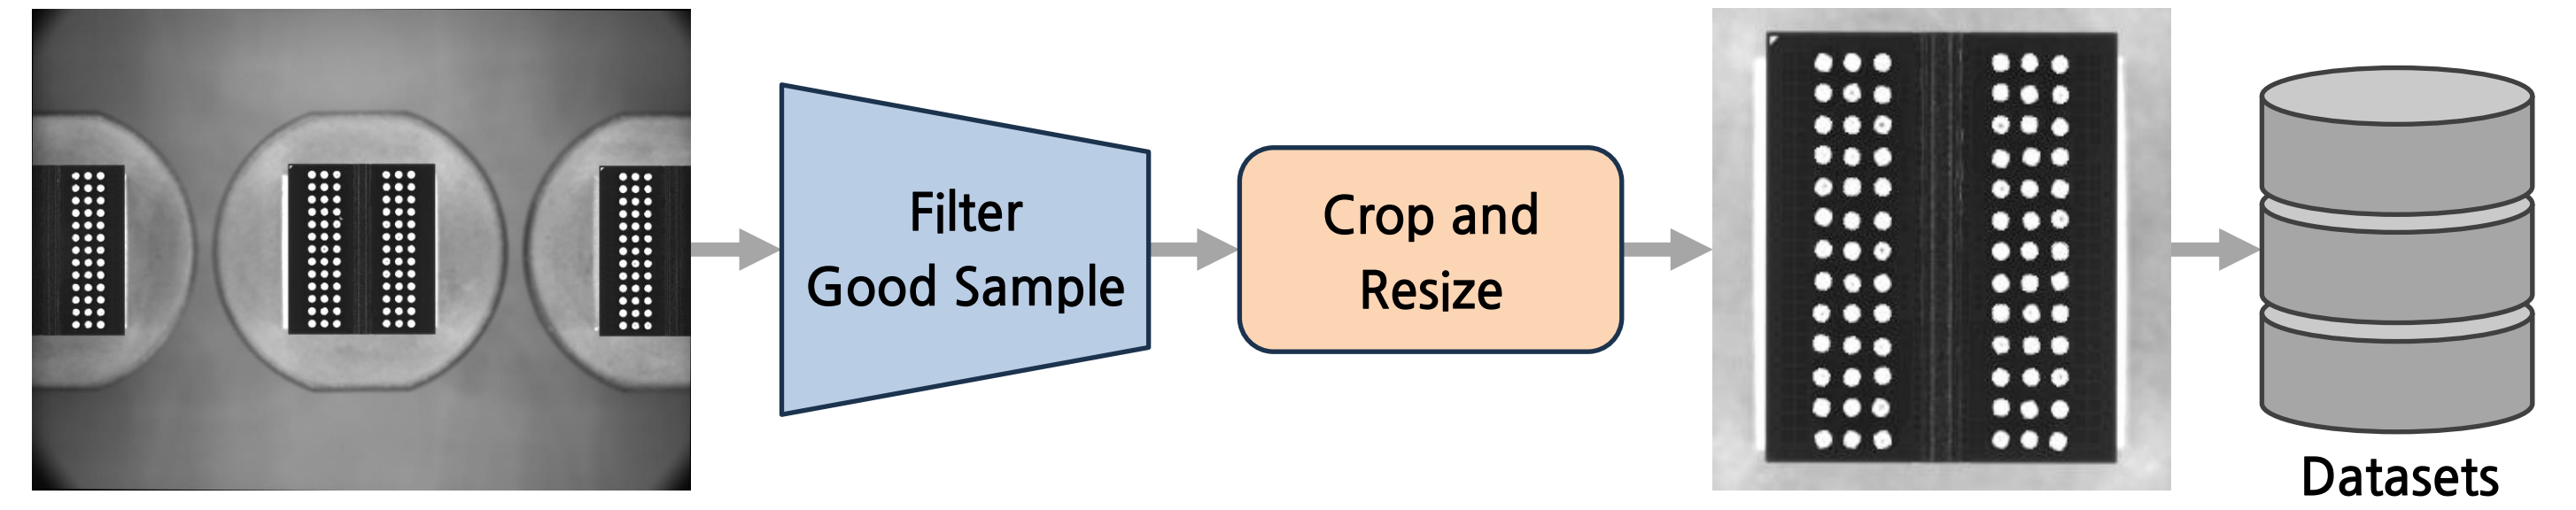 Filter
Good Sample
Crop and
Resize
Datasets